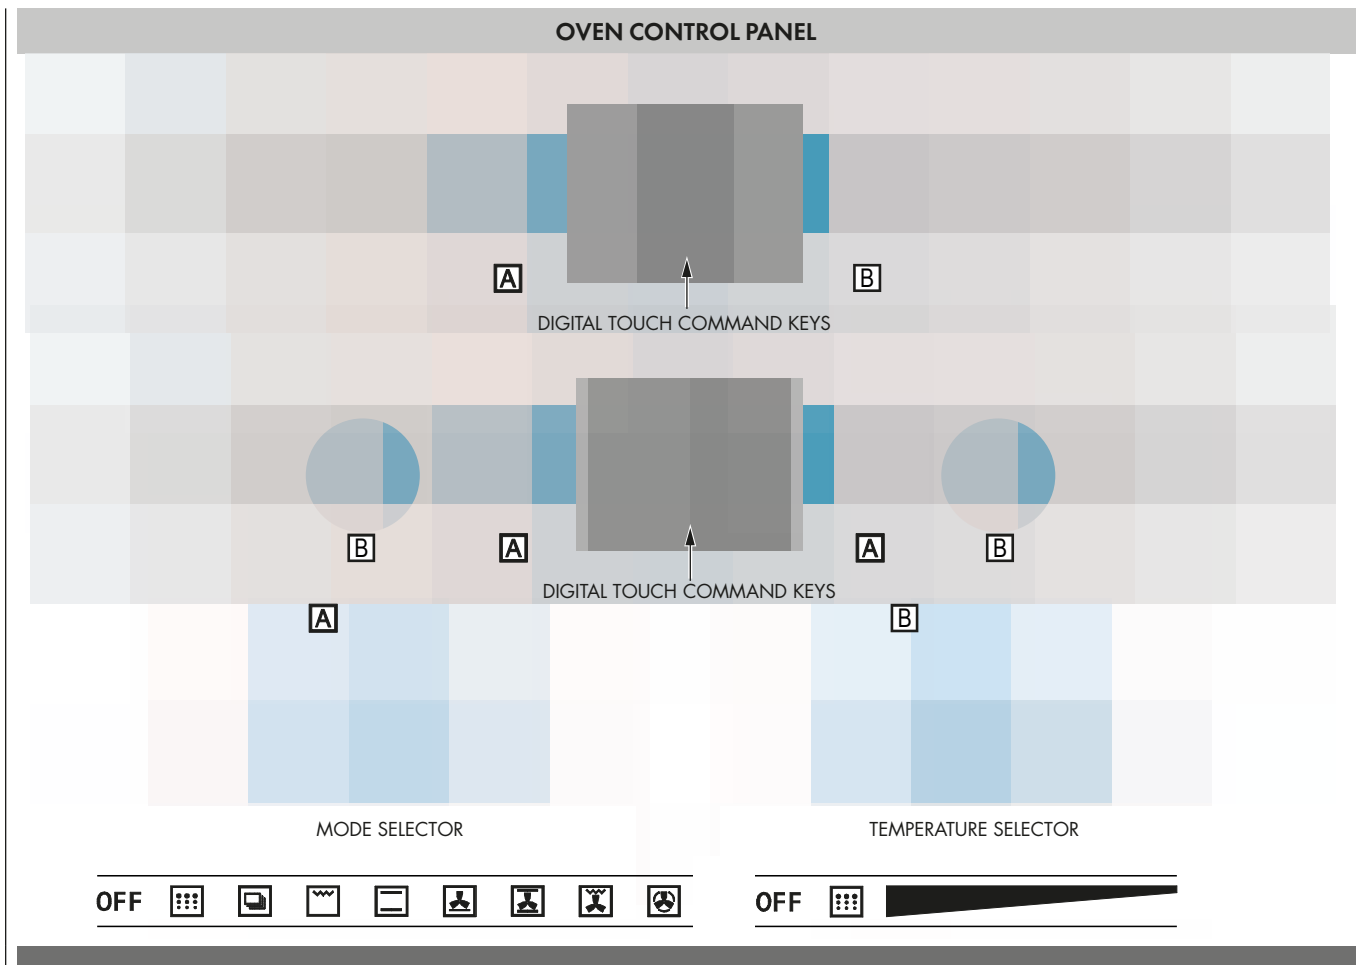 OVEN CONTROL PANEL
A B
DIGITAL TOUCH COMMAND KEYS
B A A B
DIGITAL TOUCH COMMAND KEYS
A B
MODE SELECTOR TEMPERATURE SELECTOR
OFF OFF